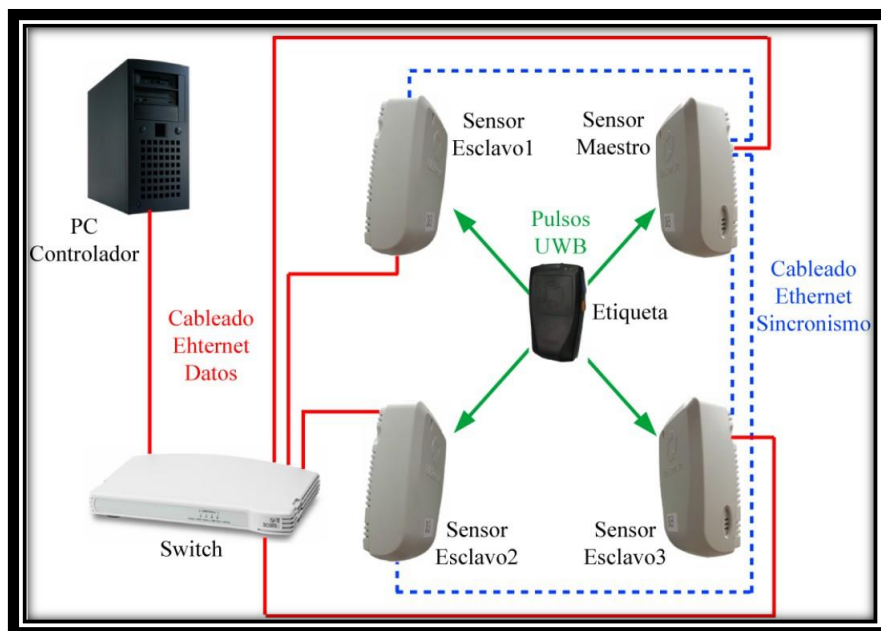 PC
Controlador
Sensor
Esclavo1
Sensor
Maestro
Pulsos
UWB
Etiqueta
Cableado
Ethernet
Sincronismo
Cableado
Ehternet
Datos
Switch
Sensor
Esclavo2
Sensor
Esclavo3